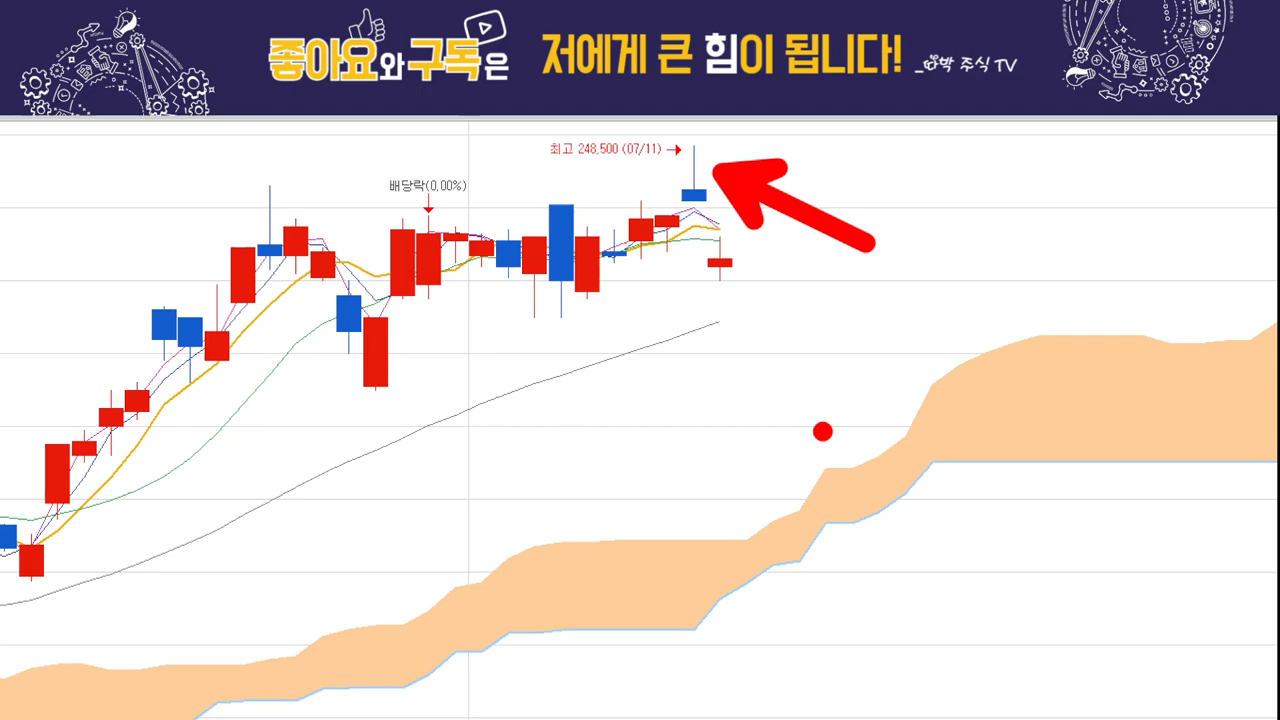 좋아요와 구독은 저에게 큰 힘이 됩니다!
박 주식 TV
최고 248,500 (07/11)
배당락(0,00%)